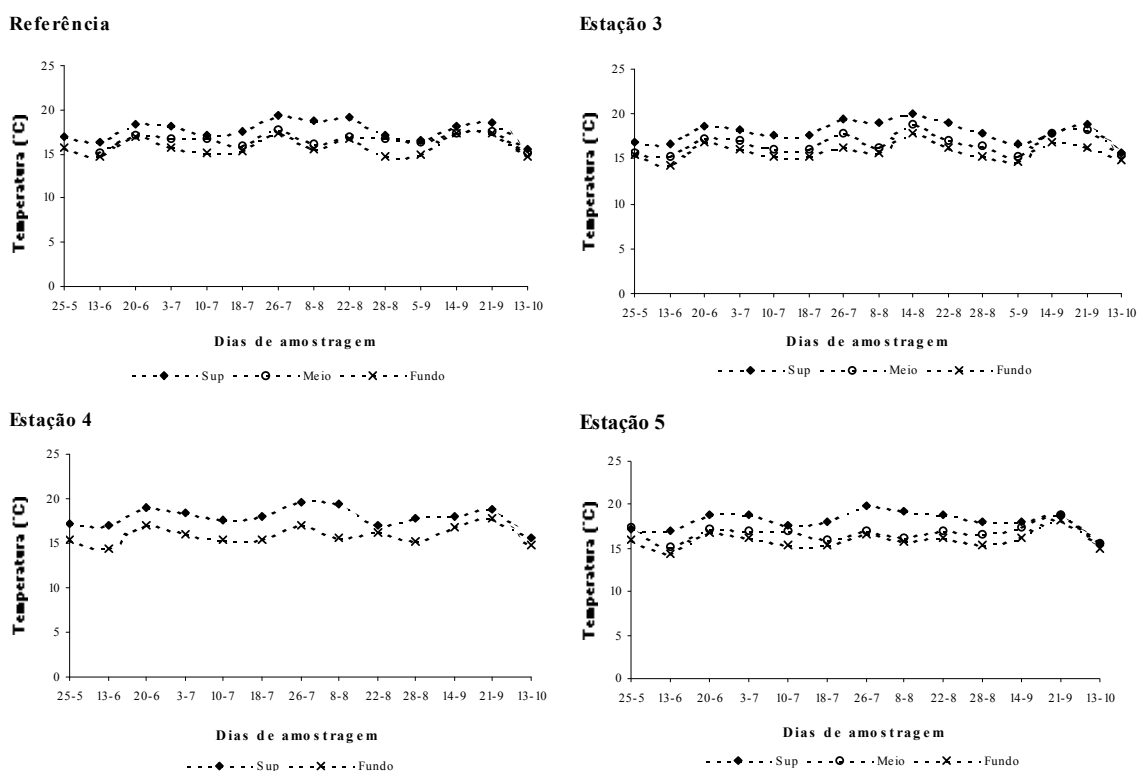 Referência
Temperatura (°C)
25
20
15
10
5
0
25-5 13-6 20-6 3-7 10-7 18-7 26-7 8-8 22-8 28-8 5-9 14-9 21-9 13-10
Dias de amostragem
Sup Meio Fundo
Estação 3
Temperatura (°C)
25
20
15
10
5
0
25-5 13-6 20-6 3-7 10-7 18-7 26-7 8-8 14-8 22-8 28-8 5-9 14-9 21-9 13-10
Dias de amostragem
Sup Meio Fundo
Estação 4
Temperatura (°C)
25
20
15
10
5
0
25-5 13-6 20-6 3-7 10-7 18-7 26-7 8-8 22-8 28-8 14-9 21-9 13-10
Dias de amostragem
Sup Fundo
Estação 5
Temperatura (°C)
25
20
15
10
5
0
25-5 13-6 20-6 3-7 10-7 18-7 26-7 8-8 22-8 28-8 14-9 21-9 13-10
Dias de amostragem
Sup Meio Fundo